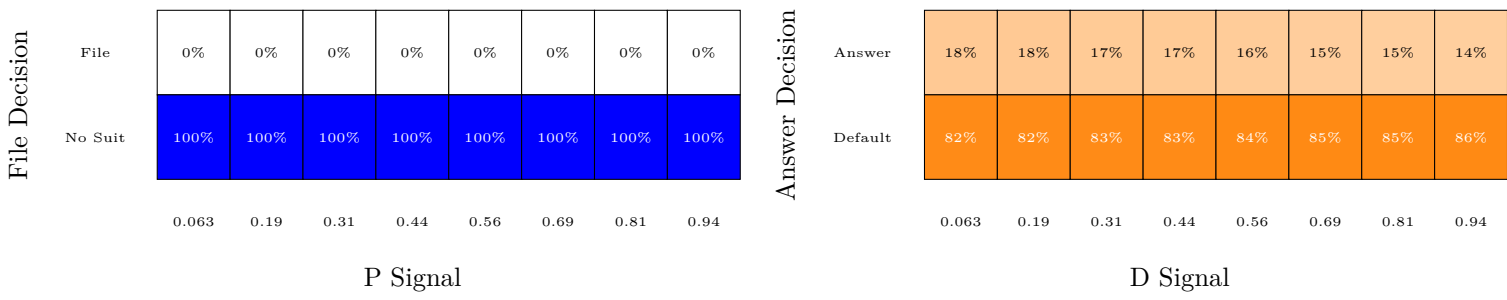 File Decision
File 0% 0% 0% 0% 0% 0% 0% 0%
No Suit 100% 100% 100% 100% 100% 100% 100% 100%
0.063 0.19 0.31 0.44 0.56 0.69 0.81 0.94
P Signal
Answer Decision
Answer 18% 18% 17% 17% 16% 15% 15% 14%
Default 82% 82% 83% 83% 84% 85% 85% 86%
0.063 0.19 0.31 0.44 0.56 0.69 0.81 0.94
D Signal